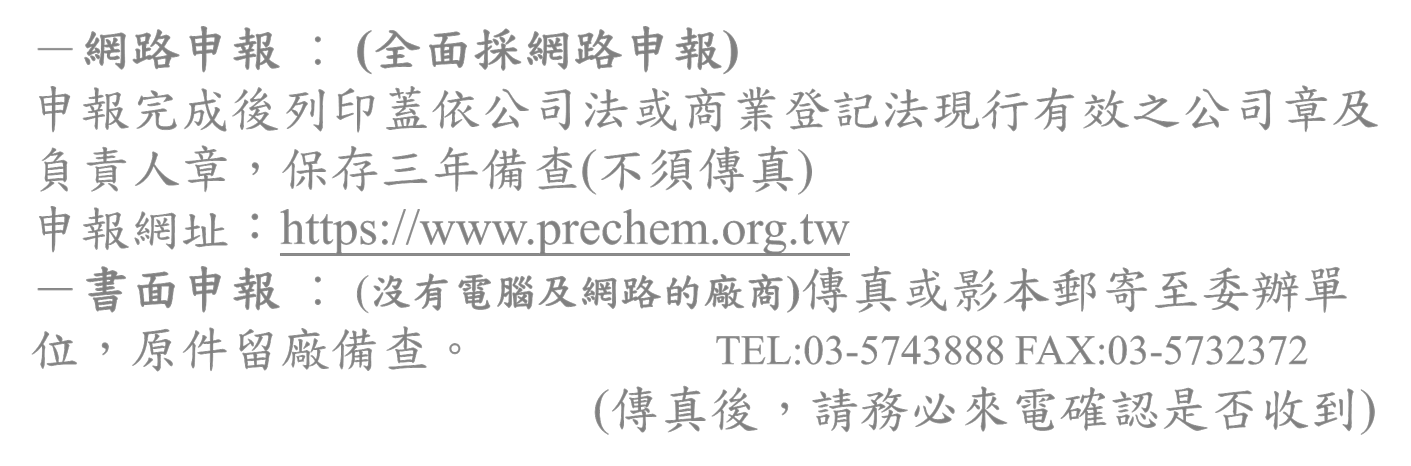 －網路申報 ： (全面採網路申報)
申報完成後列印蓋依公司法或商業登記法現行有效之公司章及
負責人章，保存三年備查(不須傳真)
申報網址：https://www.prechem.org.tw
－書面申報 ： (沒有電腦及網路的廠商)傳真或影本郵寄至委辦單
位，原件留廠備查。 TEL:03-5743888 FAX:03-5732372
(傳真後，請務必來電確認是否收到)